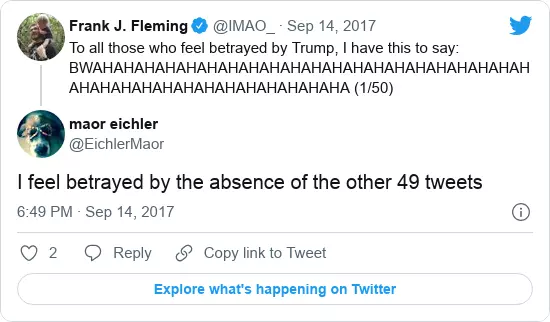 Frank J. Fleming @IMAO_ · Sep 14, 2017
To all those who feel betrayed by Trump, I have this to say:
BWAHAHAHAHAHAHAHAHAHAHAHAHAHAHAHAHAHAHAHAHAHAHAHAH
AHAHAHAHAHAHAHAHAHAHAHAHAHAHAHA (1/50)
maor eichler
@EichlerMaor
I feel betrayed by the absence of the other 49 tweets
6:49 PM · Sep 14, 2017
2 Reply Copy link to Tweet
Explore what's happening on Twitter